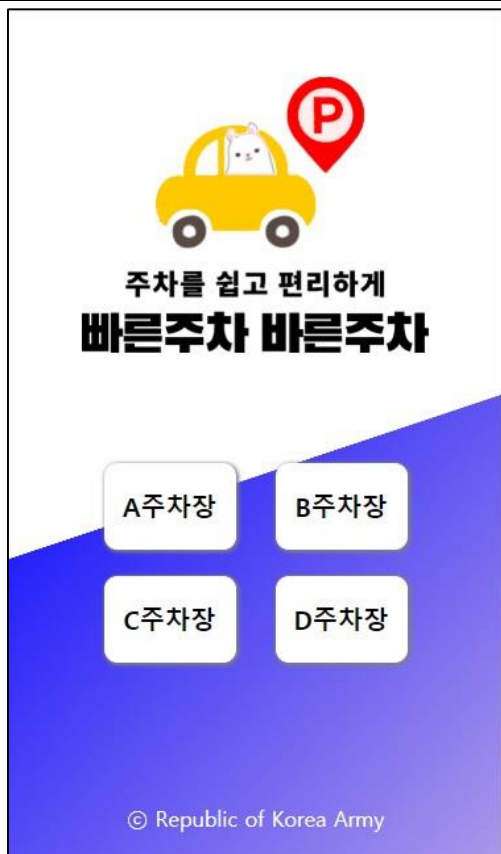 P
주차를 쉽고 편리하게
빠른주차 바른주차
A주차장 B주차장
C주차장 D주차장
© Republic of Korea Army